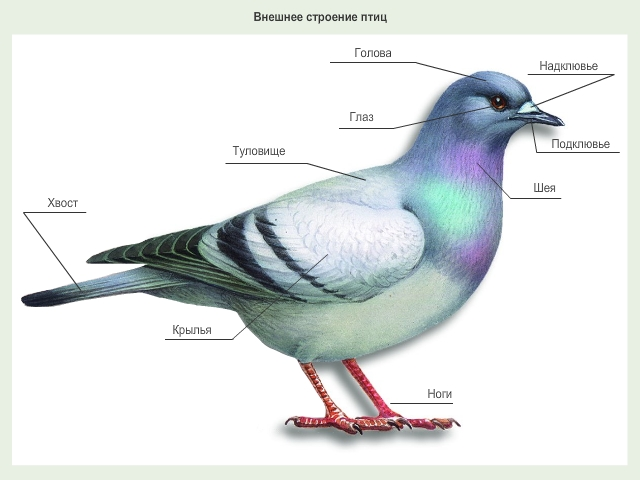 Внешнее строение птиц
Голова
Надклювье
Глаз
Подклювье
Туловище
Шея
Хвост
Крылья
Ноги